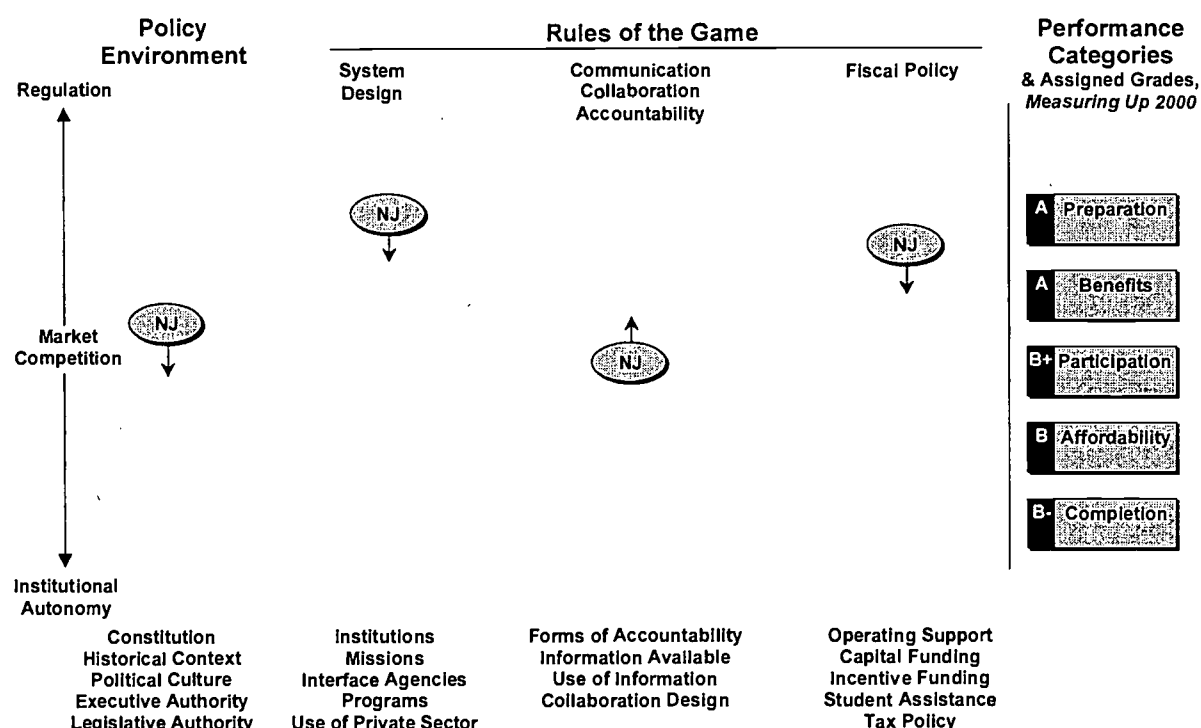 Policy
Environment
Rules of the Game
Performance
Categories
& Assigned Grades,
Measuring Up 2000
System
Design
Communication
Collaboration
Accountability
Fiscal Policy
Regulation
NJ
NJ
NJ
NJ
Market
Competition
Institutional
Autonomy
A Preparation
A Benefits
B+ Participation
B Affordability
B- Completion
Constitution
Historical Context
Political Culture
Executive Authority
Legislative Authority
Institutions
Missions
Interface Agencies
Programs
Use of Private Sector
Forms of Accountability
Information Available
Use of Information
Collaboration Design
Operating Support
Capital Funding
Incentive Funding
Student Assistance
Tax Policy